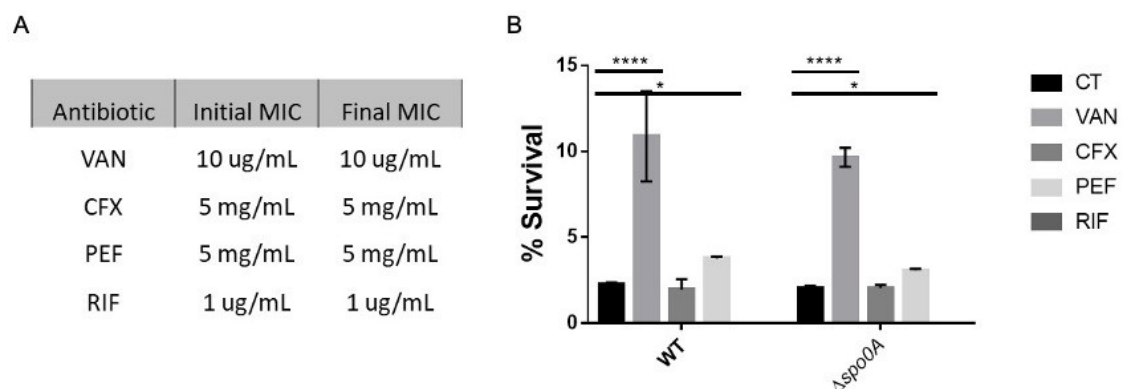 A
Antibiotic Initial MIC Final MIC
VAN 10 ug/mL 10 ug/mL
CFX 5 mg/mL 5 mg/mL
PEF 5 mg/mL 5 mg/mL
RIF 1 ug/mL 1 ug/mL
B
% Survival
15
10
5
0
**** ****
* *
WT
Δspo0A
CT
VAN
CFX
PEF
RIF